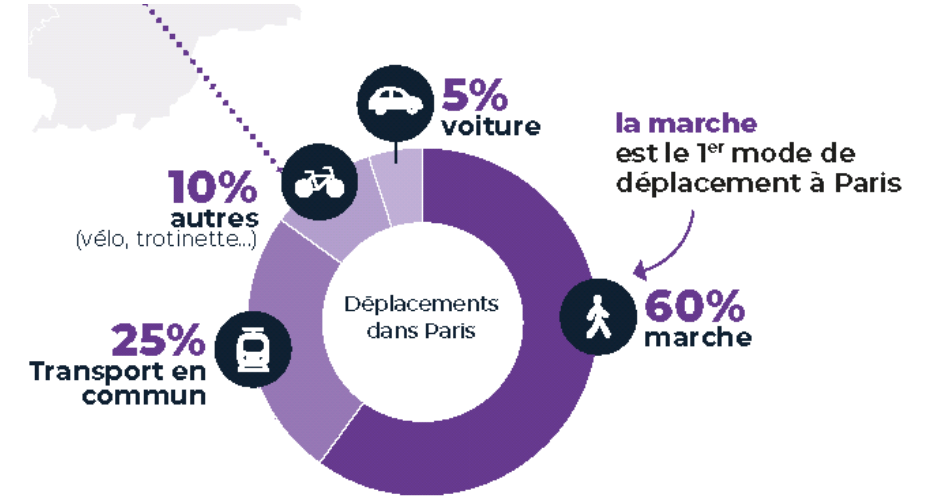 5%
voiture
la marche
est le 1er mode de
déplacement à Paris
10%
autres
(vélo, trotinette...)
Déplacements
dans Paris
60%
marche
25%
Transport en
commun